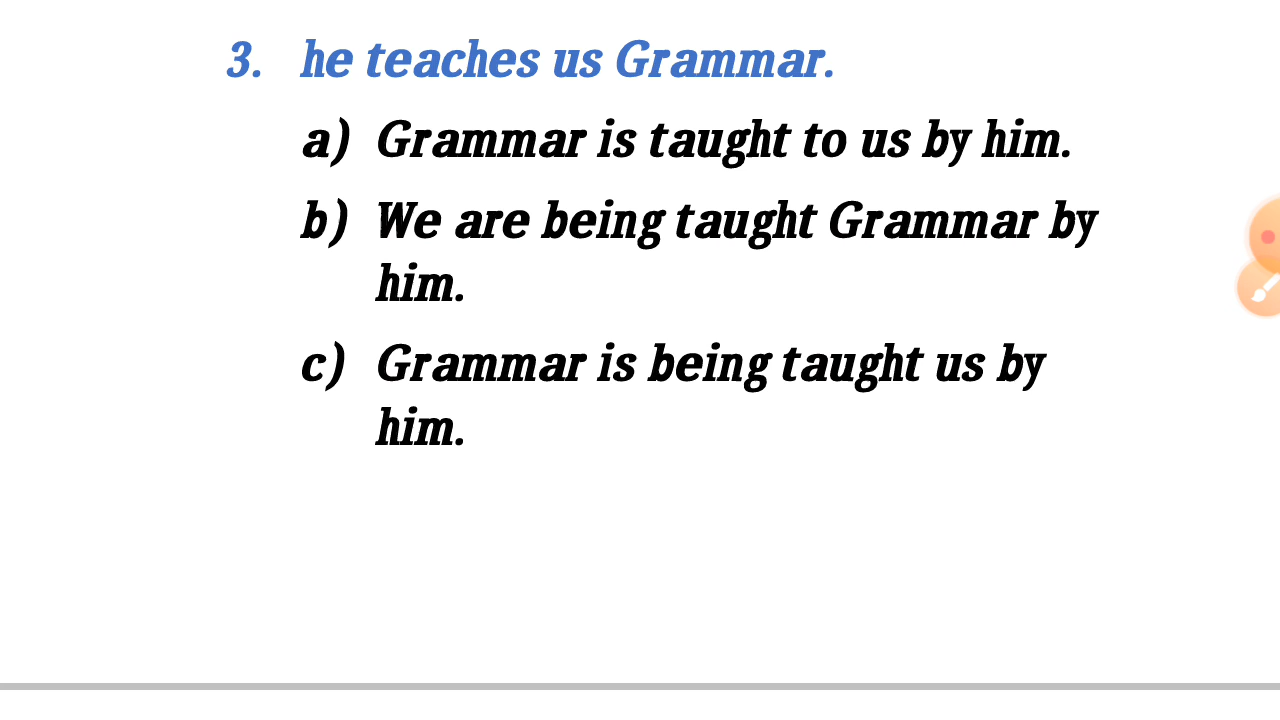 3. he teaches us Grammar.
a) Grammar is taught to us by him.
b) We are being taught Grammar by
him.
c) Grammar is being taught us by
him.